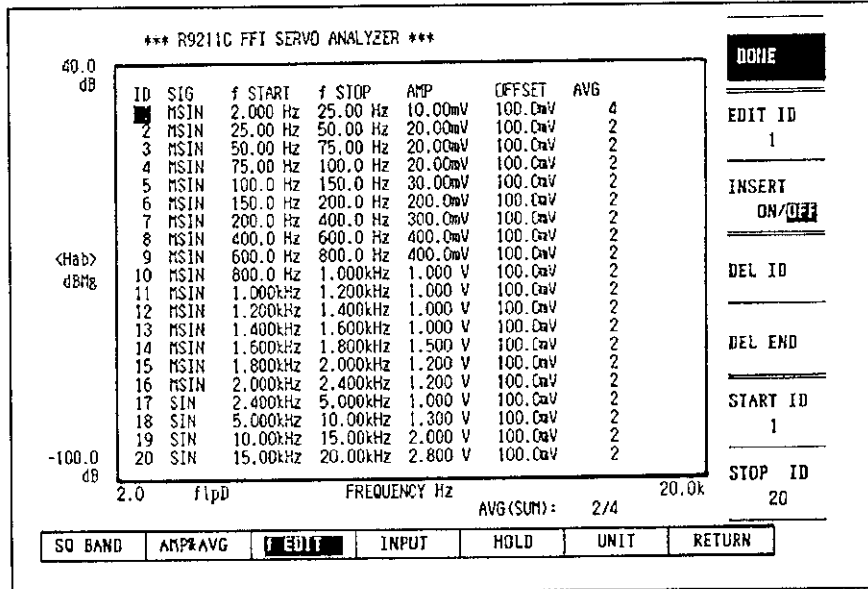 *** R9211C FFT SERVO ANALYZER ***
40.0
dB
ID SIG f START f STOP AMP OFFSET AVG
MSIN 2.000 Hz 25.00 Hz 10.00mV 100.0mV 4
2 MSIN 25.00 Hz 50.00 Hz 20.00mV 100.0mV 2
3 MSIN 50.00 Hz 75.00 Hz 20.00mV 100.0mV 2
4 MSIN 75.00 Hz 100.0 Hz 20.00mV 100.0mV 2
5 MSIN 100.0 Hz 150.0 Hz 30.00mV 100.0mV 2
6 MSIN 150.0 Hz 200.0 Hz 200.0mV 100.0mV 2
7 MSIN 200.0 Hz 400.0 Hz 300.0mV 100.0mV 2
8 MSIN 400.0 Hz 600.0 Hz 400.0mV 100.0mV 2
9 MSIN 600.0 Hz 800.0 Hz 400.0mV 100.0mV 2
10 MSIN 800.0 Hz 1.000kHz 1.000 V 100.0mV 2
11 MSIN 1.000kHz 1.200kHz 1.000 V 100.0mV 2
12 MSIN 1.200kHz 1.400kHz 1.000 V 100.0mV 2
13 MSIN 1.400kHz 1.600kHz 1.000 V 100.0mV 2
14 MSIN 1.600kHz 1.800kHz 1.500 V 100.0mV 2
15 MSIN 1.800kHz 2.000kHz 1.200 V 100.0mV 2
16 MSIN 2.000kHz 2.400kHz 1.200 V 100.0mV 2
17 SIN 2.400kHz 5.000kHz 1.000 V 100.0mV 2
18 SIN 5.000kHz 10.00kHz 1.300 V 100.0mV 2
19 SIN 10.00kHz 15.00kHz 2.000 V 100.0mV 2
20 SIN 15.00kHz 20.00kHz 2.800 V 100.0mV 2
<Hab>
dBMg
-100.0
dB
2.0 flpD FREQUENCY Hz 20.0k
AVG(SUM): 2/4
DONE
EDIT ID
1
INSERT
ON/OFF
DEL ID
DEL END
START ID
1
STOP ID
20
SQ BAND AMP&AVG f EDIT INPUT HOLD UNIT RETURN